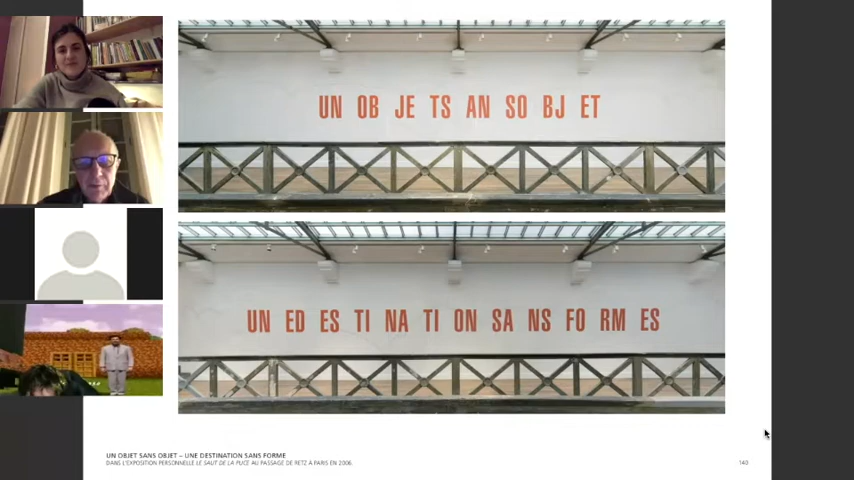 UN OB JE TS AN SO BJ ET
UN ED ES TI NA TI ON SA NS FO RM ES
UN OBJET SANS OBJET – UNE DESTINATION SANS FORME
DANS L'EXPOSITION PERSONNELLE LE SAUT DE LA PUCE AU PASSAGE DE RETZ À PARIS EN 2006.
140